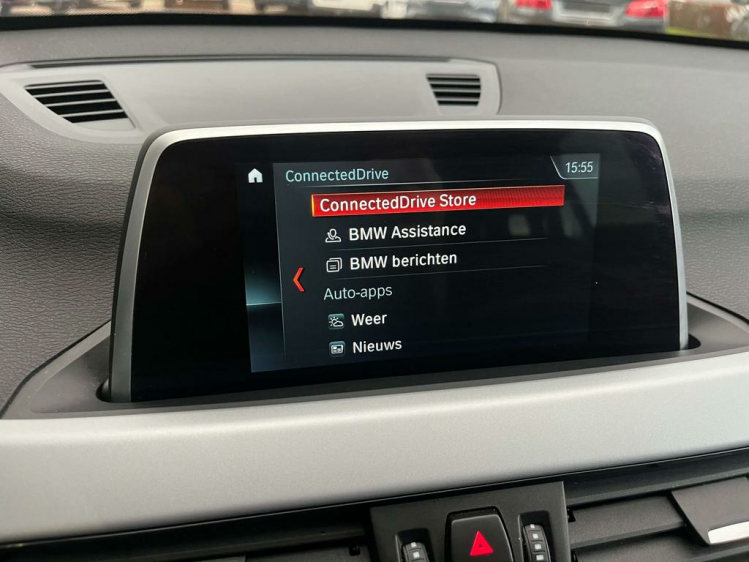 ConnectedDrive
15:55
ConnectedDrive Store
BMW Assistance
BMW berichten
Auto-apps
Weer
Nieuws